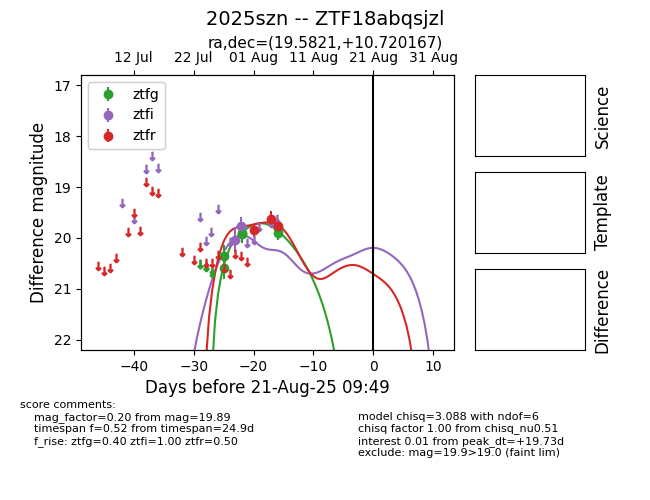 2025szn -- ZTF18abqsjzl
ra,dec=(19.5821,+10.720167)
12 Jul 22 Jul 01 Aug 11 Aug 21 Aug 31 Aug
ztfg
ztfi
ztfr
17
18
19
20
21
22
Difference magnitude
−40 −30 −20 −10 0 10
Days before 21-Aug-25 09:49
Science
Template
Difference
score comments:
mag_factor=0.20 from mag=19.89
timespan f=0.52 from timespan=24.9d
f_rise: ztfg=0.40 ztfi=1.00 ztfr=0.50
model chisq=3.088 with ndof=6
chisq factor 1.00 from chisq_nu0.51
interest 0.01 from peak_dt=+19.73d
exclude: mag=19.9>19.0 (faint lim)